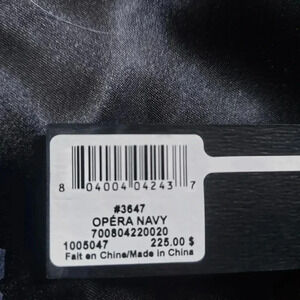 8 04004 04243 7
#3647
OPÉRA NAVY
700804220020
1005047 225.00 $
Fait en Chine/Made in China